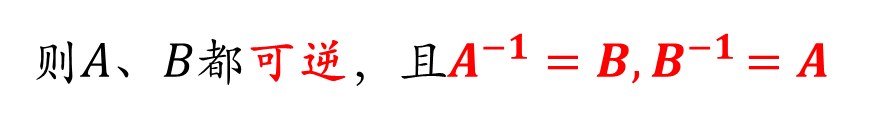 则A、B都可逆，且A⁻¹ = B, B⁻¹ = A